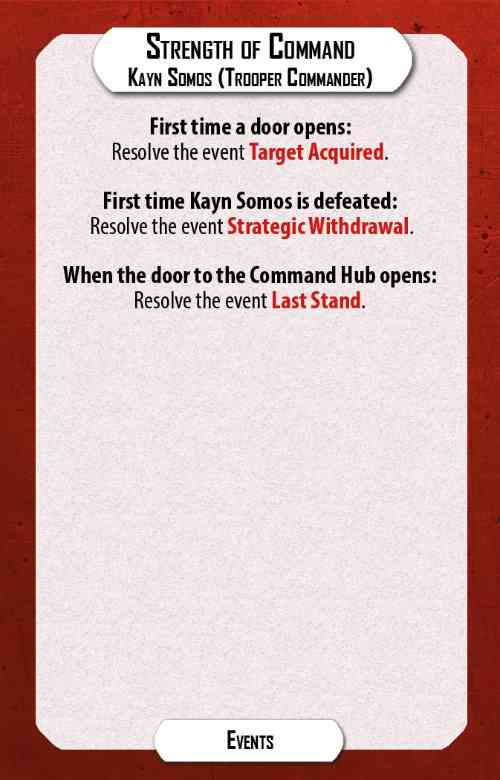 Strength of Command
Kayn Somos (Trooper Commander)
First time a door opens:
Resolve the event Target Acquired.
First time Kayn Somos is defeated:
Resolve the event Strategic Withdrawal.
When the door to the Command Hub opens:
Resolve the event Last Stand.
Events